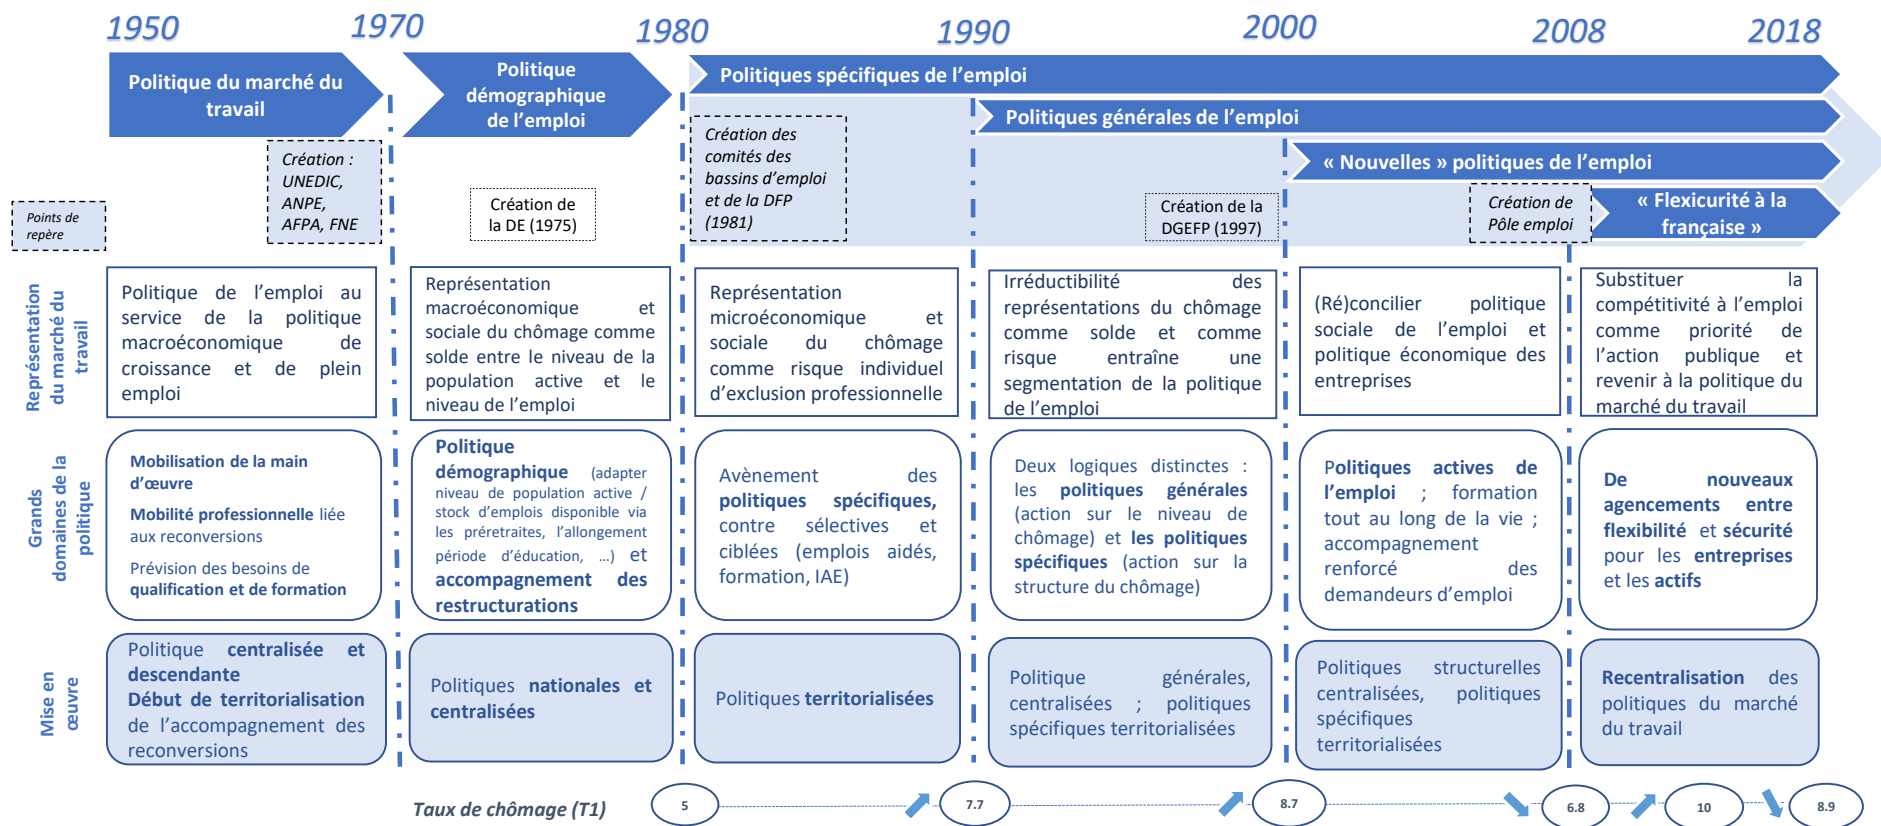 1950
1970
1980
1990
2000
2008
2018
Politique du marché du
travail
Politique
démographique
de l’emploi
Politiques spécifiques de l’emploi
Politiques générales de l’emploi
« Nouvelles » politiques de l’emploi
« Flexicurité à la
française »
Points de
repère
Création :
UNEDIC,
ANPE,
AFPA, FNE
Création de
la DE (1975)
Création des
comités des
bassins d’emploi
et de la DFP
(1981)
Création de la
DGEFP (1997)
Création de
Pôle emploi
Représentation
du marché du
travail
Politique de l’emploi au
service de la politique
macroéconomique de
croissance et de plein
emploi
Représentation
macroéconomique et
sociale du chômage comme
solde entre le niveau de la
population active et le
niveau de l’emploi
Représentation
microéconomique et
sociale du chômage
comme risque individuel
d’exclusion professionnelle
Irréductibilité des
représentations du chômage
comme solde et comme
risque entraîne une
segmentation de la politique
de l’emploi
(Ré)concilier politique
sociale de l’emploi et
politique économique des
entreprises
Substituer la
compétitivité à l’emploi
comme priorité de
l’action publique et
revenir à la politique du
marché du travail
Grands
domaines de la
politique
Mobilisation de la main
d’œuvre
Mobilité professionnelle liée
aux reconversions
Prévision des besoins de
qualification et de formation
Politique
démographique (adapter
niveau de population active /
stock d’emplois disponible via
les préretraites, l’allongement
période d’éducation, …) et
accompagnement des
restructurations
Avènement des
politiques spécifiques,
contre sélectives et
ciblées (emplois aidés,
formation, IAE)
Deux logiques distinctes :
les politiques générales
(action sur le niveau de
chômage) et les politiques
spécifiques (action sur la
structure du chômage)
Politiques actives de
l’emploi ; formation
tout au long de la vie ;
accompagnement
renforcé des
demandeurs d’emploi
De nouveaux
agencements entre
flexibilité et sécurité
pour les entreprises
et les actifs
Mise en
œuvre
Politique centralisée et
descendante
Début de territorialisation
de l’accompagnement des
reconversions
Politiques nationales et
centralisées
Politiques territorialisées
Politique générales,
centralisées ; politiques
spécifiques territorialisées
Politiques structurelles
centralisées, politiques
spécifiques
territorialisées
Recentralisation des
politiques du marché
du travail
Taux de chômage (T1)
5
7.7
8.7
6.8
10
8.9